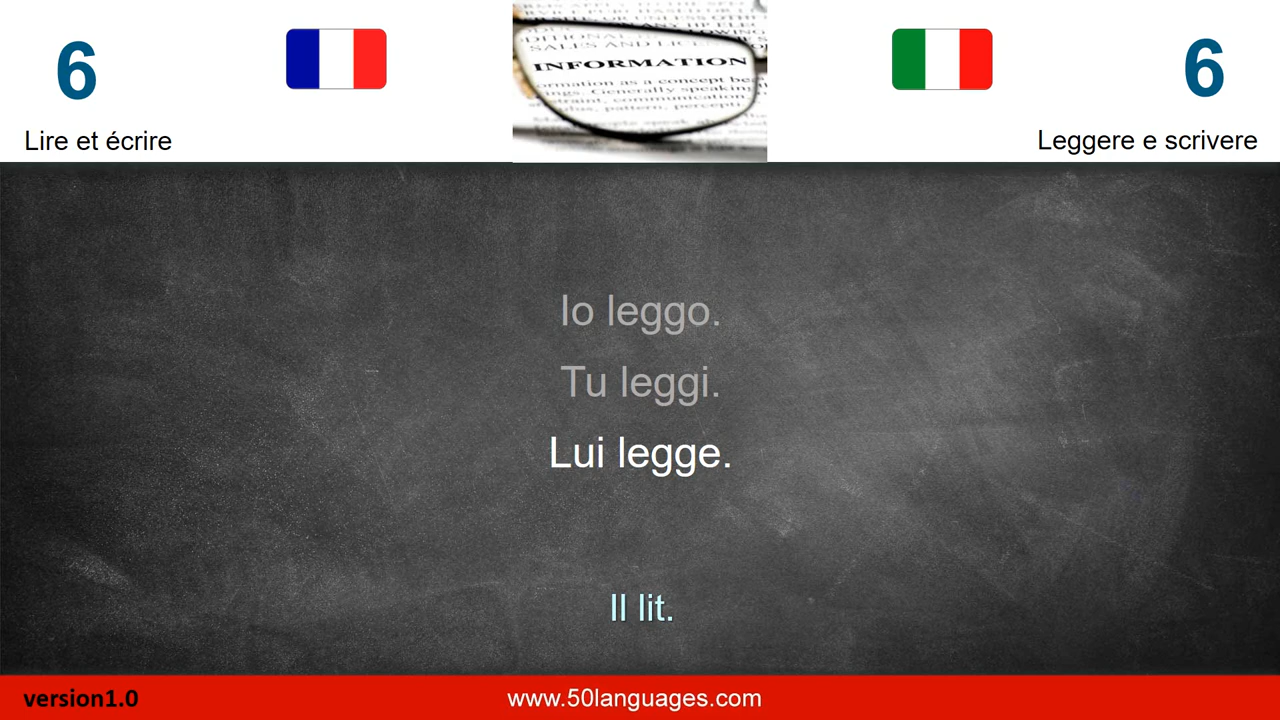 6
6
Lire et écrire
Leggere e scrivere
INFORMATION
Io leggo.
Tu leggi.
Lui legge.
Il lit.
version1.0
www.50languages.com